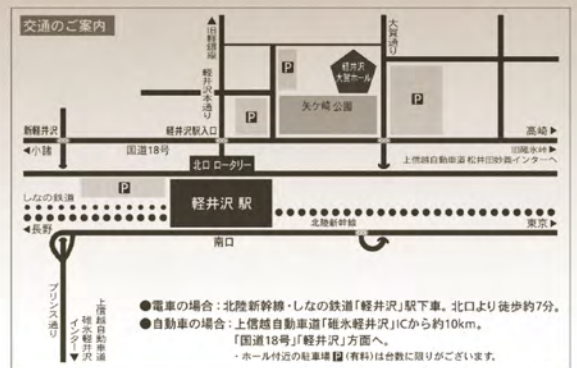 交通のご案内
▲旧軽銀座
軽井沢本通り
大賀通り
P
軽井沢
大賀ホール
P
P
矢ケ崎 公園
新軽井沢
軽井沢駅入口
高崎▶
◀小諸
国道18号
旧碓氷峠▶
上信越自動車道 松井田妙義インターへ
北口 ロータリー
P
しなの鉄道
軽井沢 駅
北陸新幹線
◀長野
東京▶
南口
プリンス通り
上信越自動車道
碓氷軽井沢
インター▼
●電車の場合：北陸新幹線・しなの鉄道「軽井沢」駅下車。北口より徒歩約7分。
●自動車の場合：上信越自動車道「碓氷軽井沢」ICから約10km。
「国道18号」「軽井沢」方面へ。
・ホール付近の駐車場 P (有料)は台数に限りがございます。